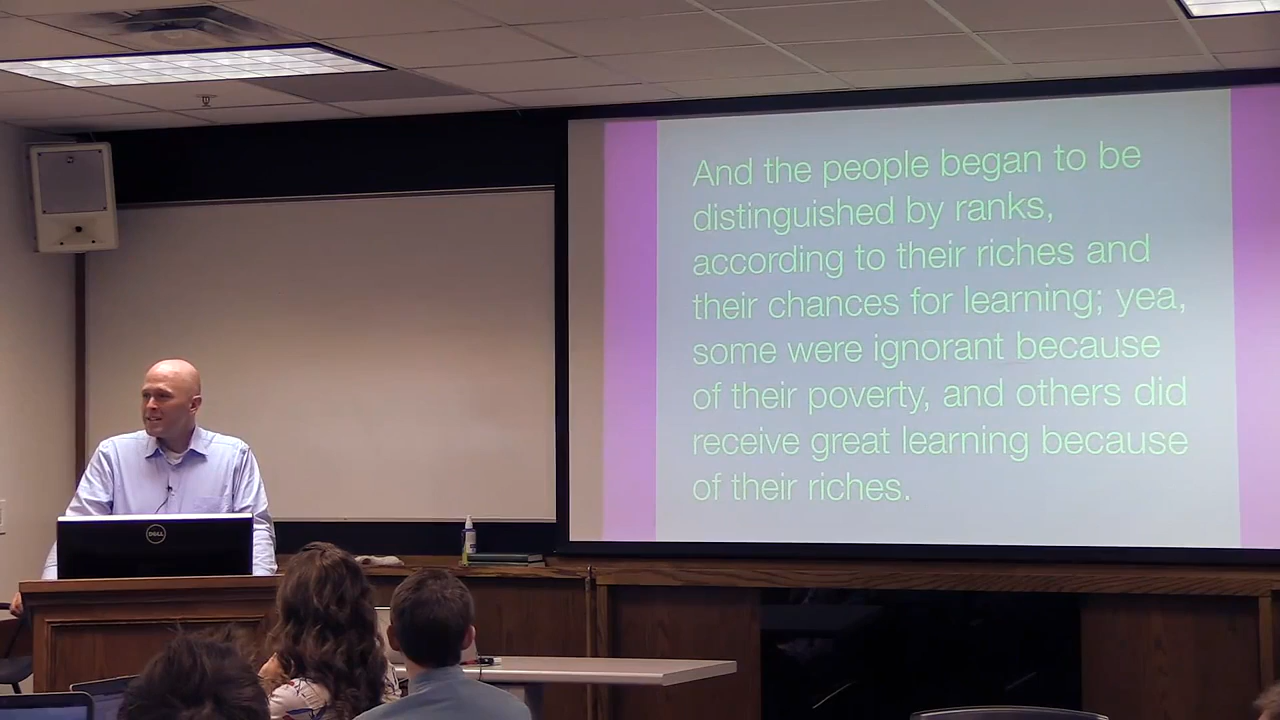 And the people began to be
distinguished by ranks,
according to their riches and
their chances for learning; yea,
some were ignorant because
of their poverty, and others did
receive great learning because
of their riches.
DELL